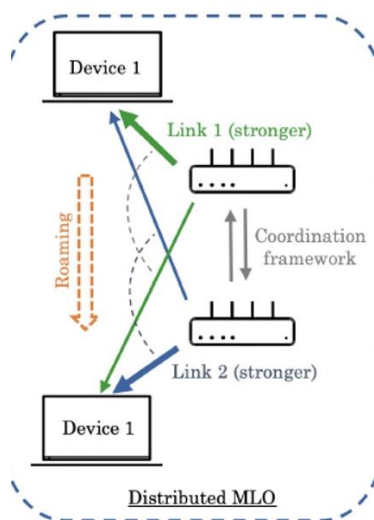 Device 1
Link 1 (stronger)
Roaming
Coordination
framework
Link 2 (stronger)
Device 1
Distributed MLO